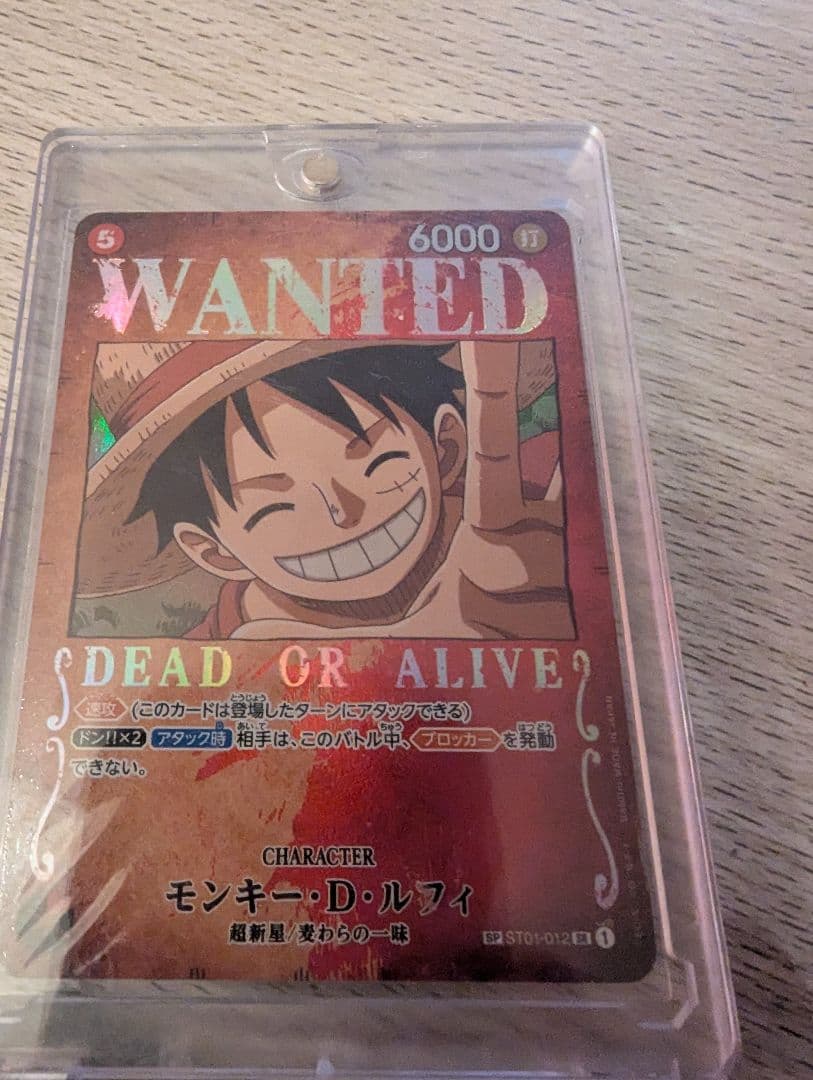 5 6000 打
WANTED
DEAD OR ALIVE
速攻 (このカードは登場したターンにアタックできる)
ドン!!×2 アタック時 相手は、このバトル中、ブロッカー を発動
できない。
CHARACTER
モンキー・D・ルフィ
超新星/麦わらの一味
SP ST01-012 SR 1